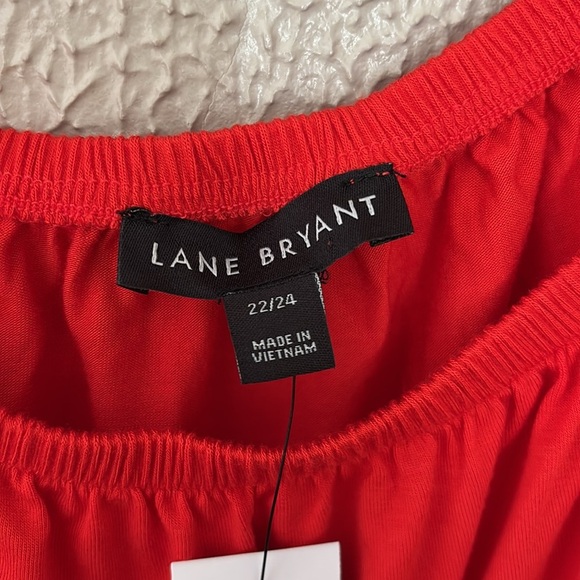 LANE BRYANT
22/24
MADE IN
VIETNAM